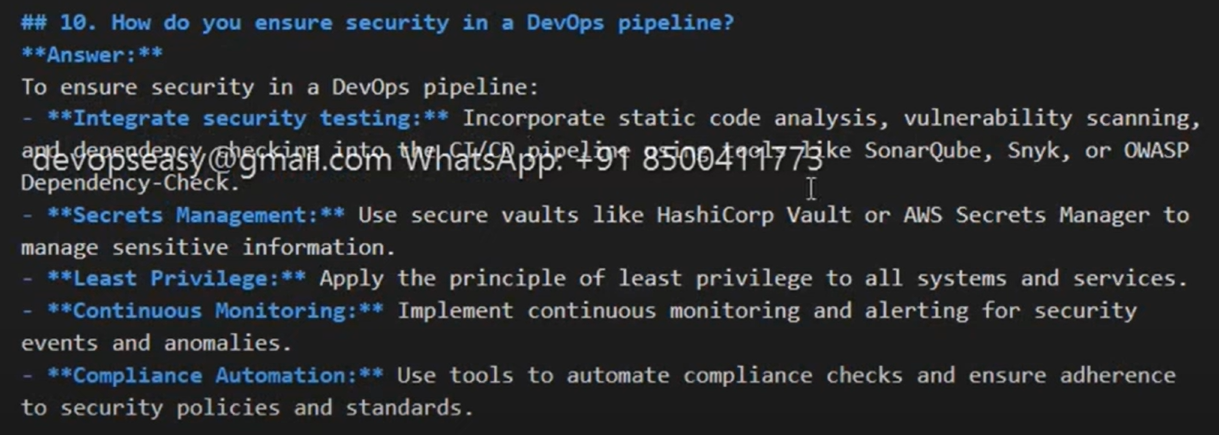 ## 10. How do you ensure security in a DevOps pipeline?
**Answer:**
To ensure security in a DevOps pipeline:
- **Integrate security testing:** Incorporate static code analysis, vulnerability scanning,
and dependency checking into the CI/CD pipeline using tools like SonarQube, Snyk, or OWASP
devopseasy@gmail.com WhatsApp: +91 8500411773
Dependency-Check.
- **Secrets Management:** Use secure vaults like HashiCorp Vault or AWS Secrets Manager to
manage sensitive information.
- **Least Privilege:** Apply the principle of least privilege to all systems and services.
- **Continuous Monitoring:** Implement continuous monitoring and alerting for security
events and anomalies.
- **Compliance Automation:** Use tools to automate compliance checks and ensure adherence
to security policies and standards.